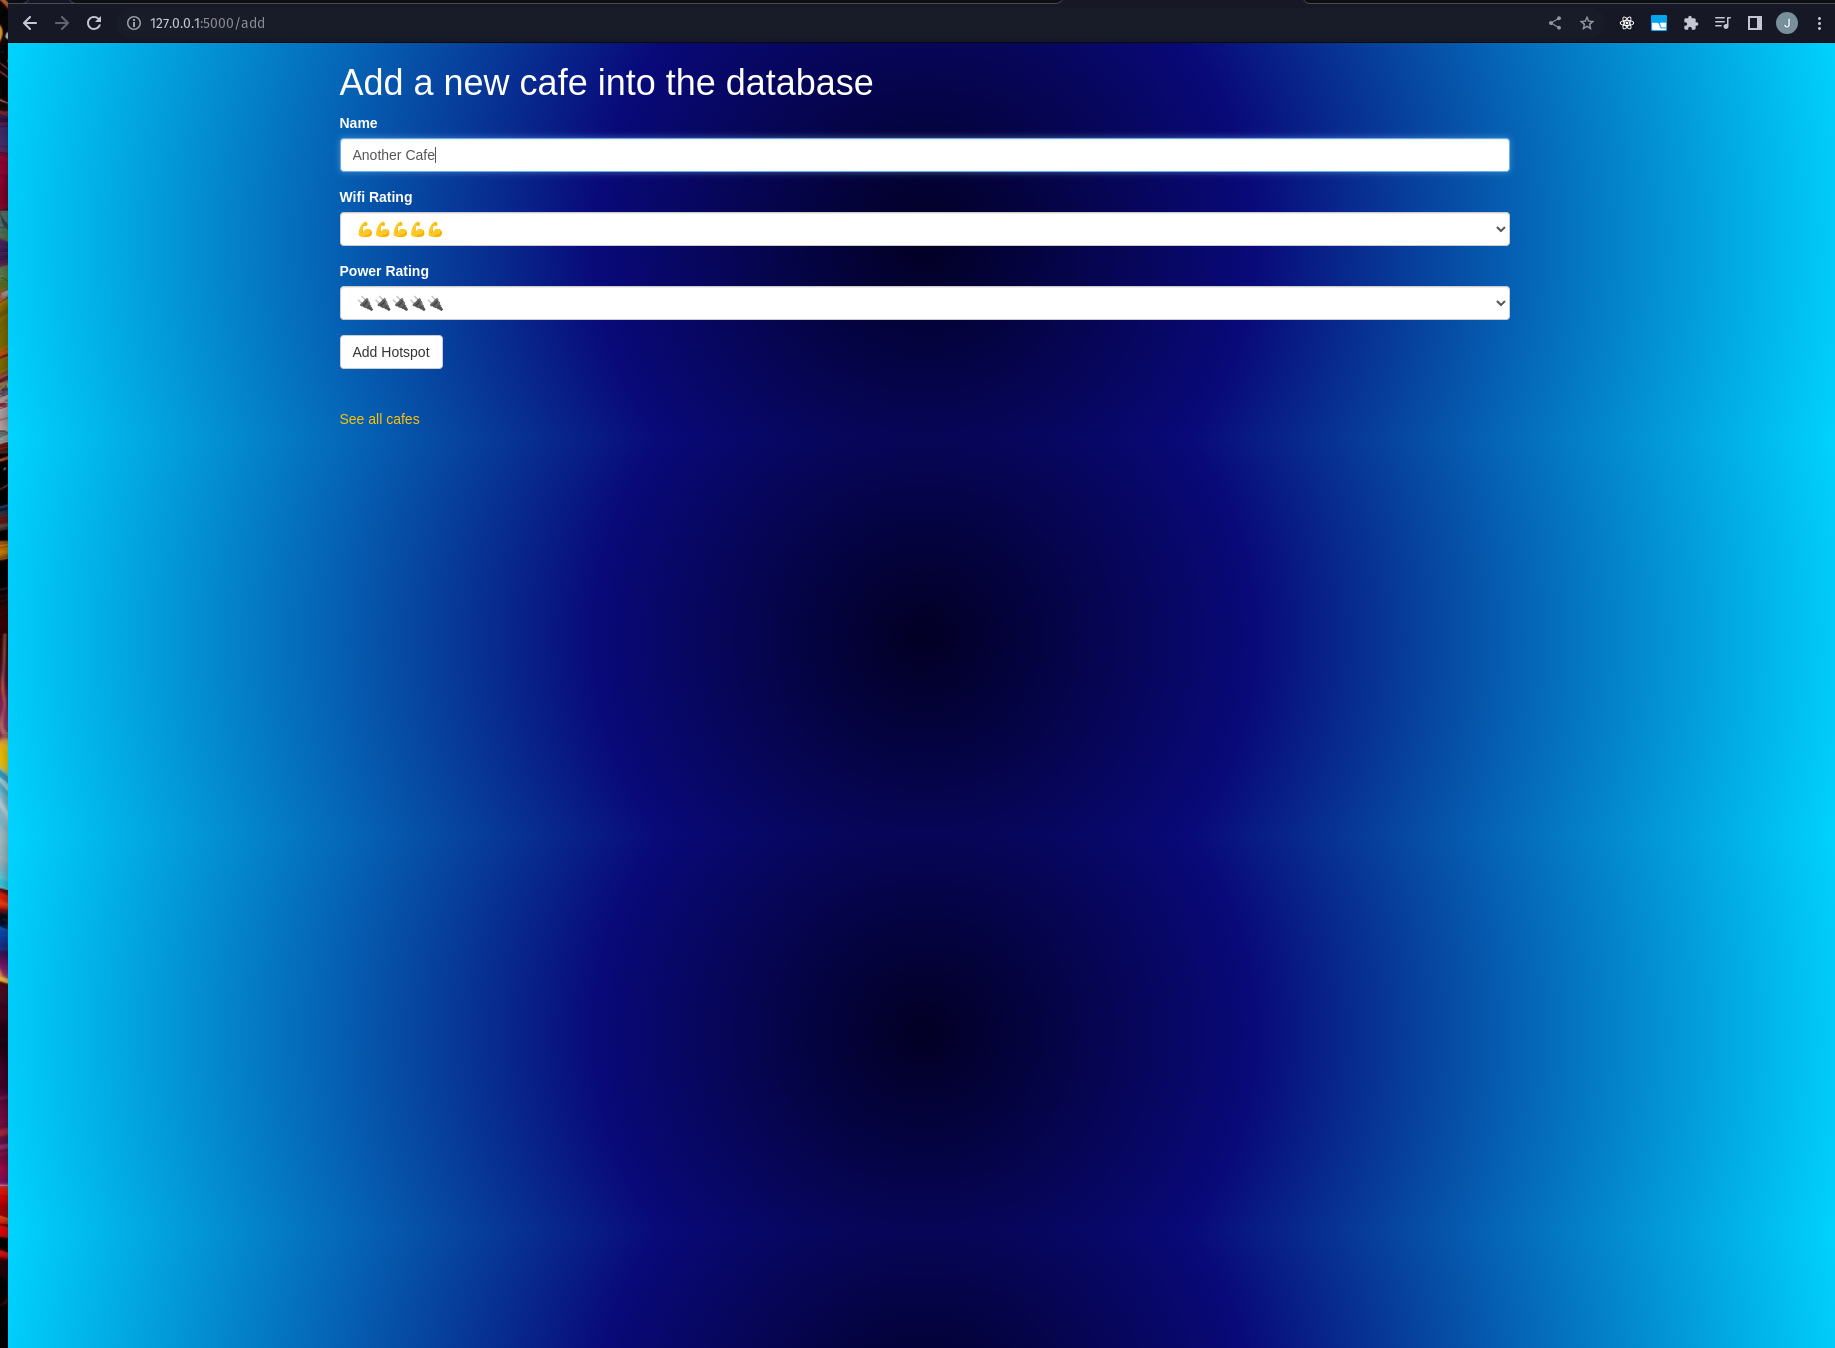 127.0.0.1:5000/add
J
Add a new cafe into the database
Name
Another Cafe
Wifi Rating
💪💪💪💪💪
Power Rating
🔌🔌🔌🔌🔌
Add Hotspot
See all cafes